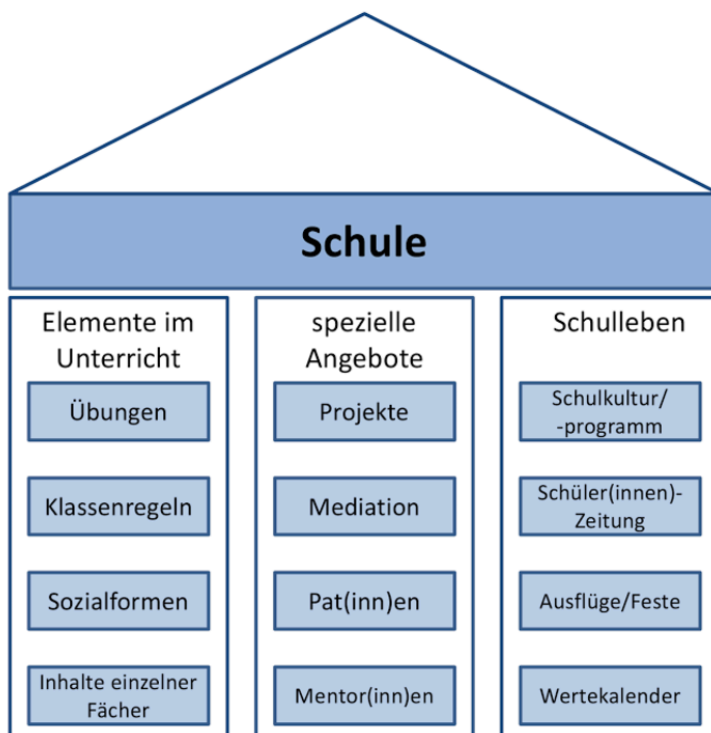 Schule
Elemente im
Unterricht
Übungen
Klassenregeln
Sozialformen
Inhalte einzelner
Fächer
spezielle
Angebote
Projekte
Mediation
Pat(inn)en
Mentor(inn)en
Schulleben
Schulkultur/
-programm
Schüler(innen)-
Zeitung
Ausflüge/Feste
Wertekalender